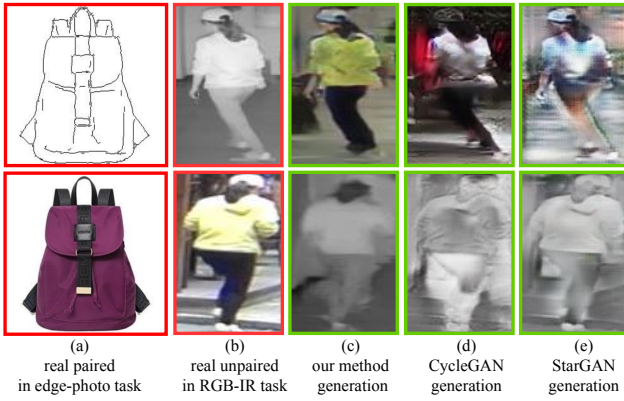 (a) (b) (c) (d) (e)
real paired real unpaired our method CycleGAN StarGAN
in edge-photo task in RGB-IR task generation generation generation